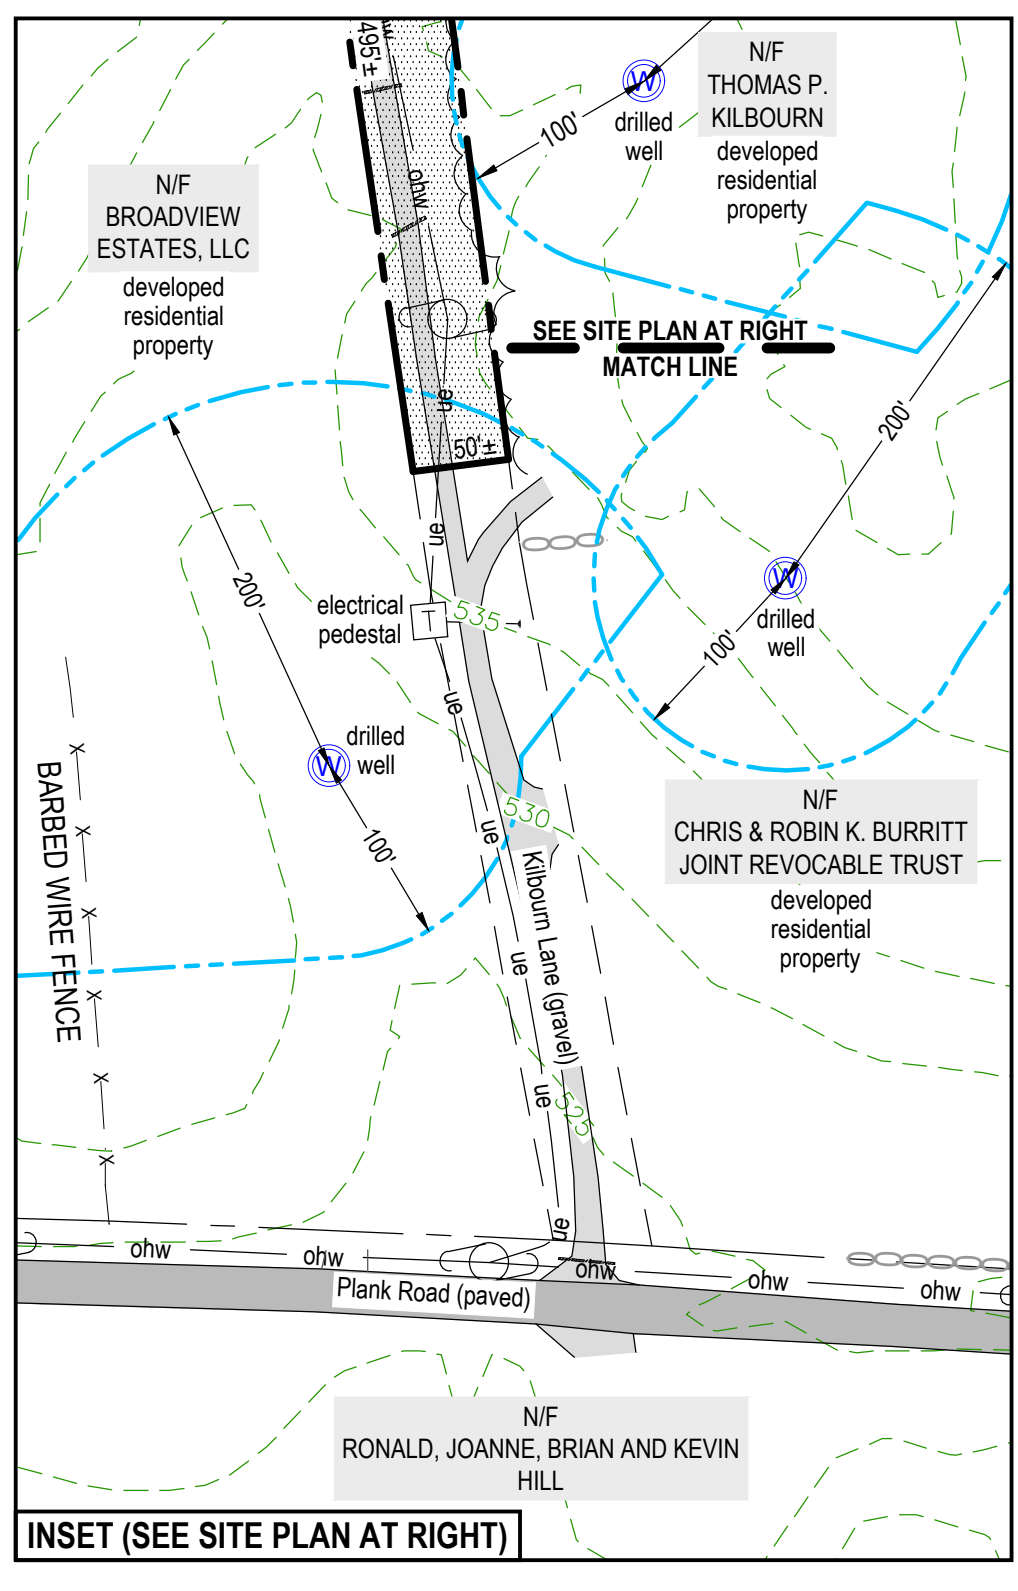 495'±
N/F
THOMAS P.
KILBOURN
developed
residential
property
W
drilled
well
100'
ohw
N/F
BROADVIEW
ESTATES, LLC
developed
residential
property
SEE SITE PLAN AT RIGHT
MATCH LINE
ue
50'±
200'
ue
W
drilled
well
100'
200'
electrical
pedestal
T
535
ue
W
drilled
well
100'
530
ue
N/F
CHRIS & ROBIN K. BURRITT
JOINT REVOCABLE TRUST
developed
residential
property
BARBED WIRE FENCE
X
X
X
X
X
X
Kilbourn Lane (gravel)
ue
ue
525
ue
ohw
ohw
ohw
ohw
ohw
Plank Road (paved)
N/F
RONALD, JOANNE, BRIAN AND KEVIN
HILL
INSET (SEE SITE PLAN AT RIGHT)